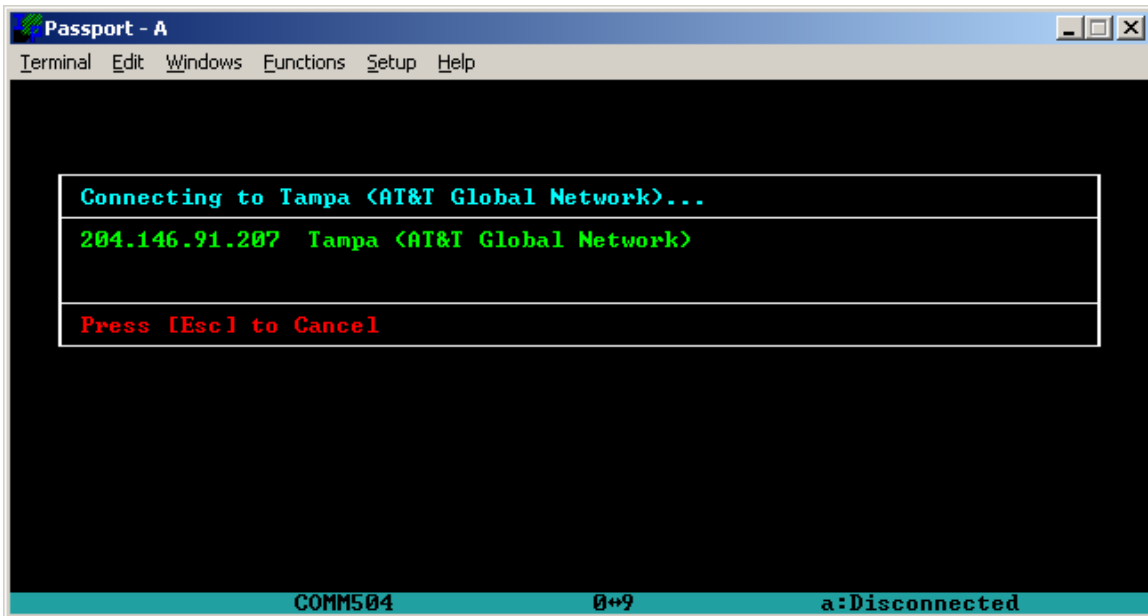 Passport - A
Terminal Edit Windows Functions Setup Help
Connecting to Tampa (AT&T Global Network)...
204.146.91.207 Tampa (AT&T Global Network)
Press [Esc] to Cancel
COMM504 0↔9 a:Disconnected